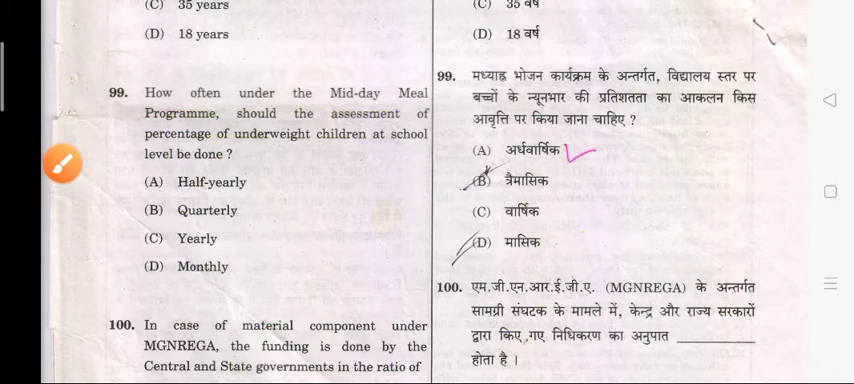 (C) 35 years
(D) 18 years
99. How often under the Mid-day Meal
Programme, should the assessment of
percentage of underweight children at school
level be done ?
(A) Half-yearly
(B) Quarterly
(C) Yearly
(D) Monthly
100. In case of material component under
MGNREGA, the funding is done by the
Central and State governments in the ratio of
(C) 35 वर्ष
(D) 18 वर्ष
99. मध्याह्न भोजन कार्यक्रम के अन्तर्गत, विद्यालय स्तर पर
बच्चों के न्यूनभार की प्रतिशतता का आकलन किस
आवृत्ति पर किया जाना चाहिए ?
(A) अर्धवार्षिक
(B) त्रैमासिक
(C) वार्षिक
(D) मासिक
100. एम.जी.एन.आर.ई.जी.ए. (MGNREGA) के अन्तर्गत
सामग्री संघटक के मामले में, केन्द्र और राज्य सरकारों
द्वारा किए गए निधिकरण का अनुपात ________
होता है ।